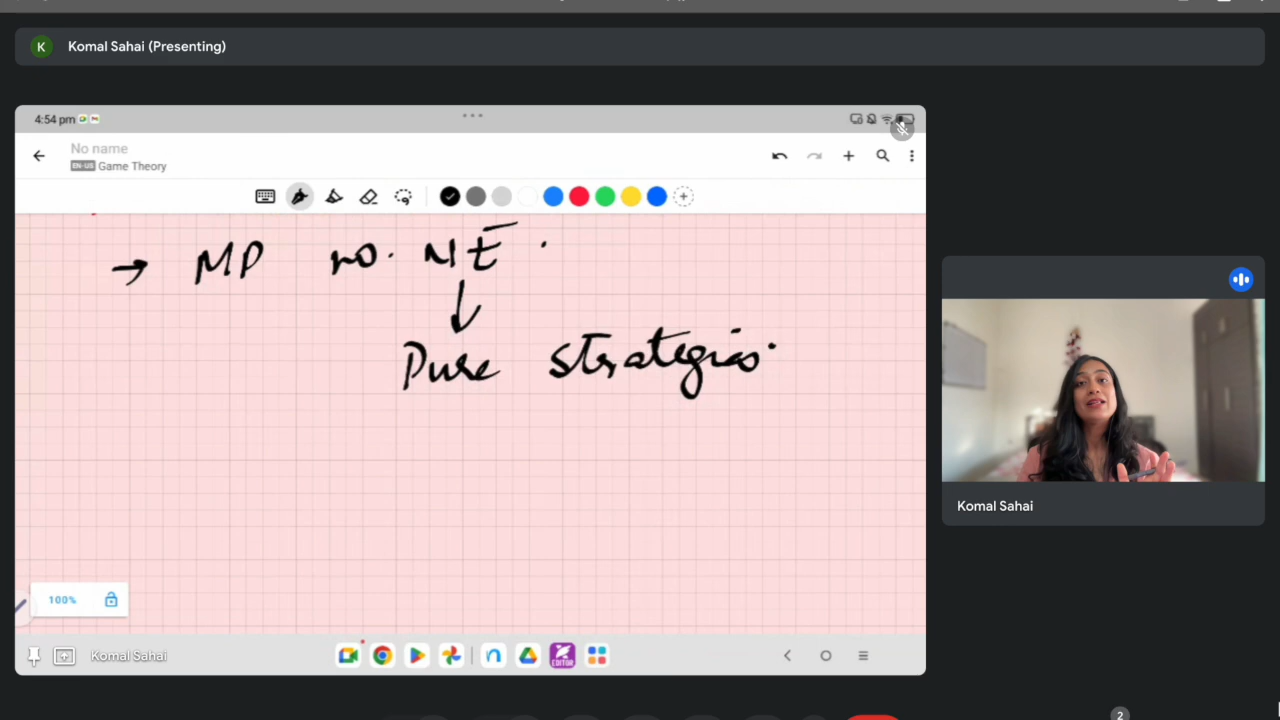 K Komal Sahai (Presenting)
4:54 pm
No name
EN-US Game Theory
→ MP no. NE.
↓
Pure strategies.
100%
Komal Sahai
EDITOR
Komal Sahai
2